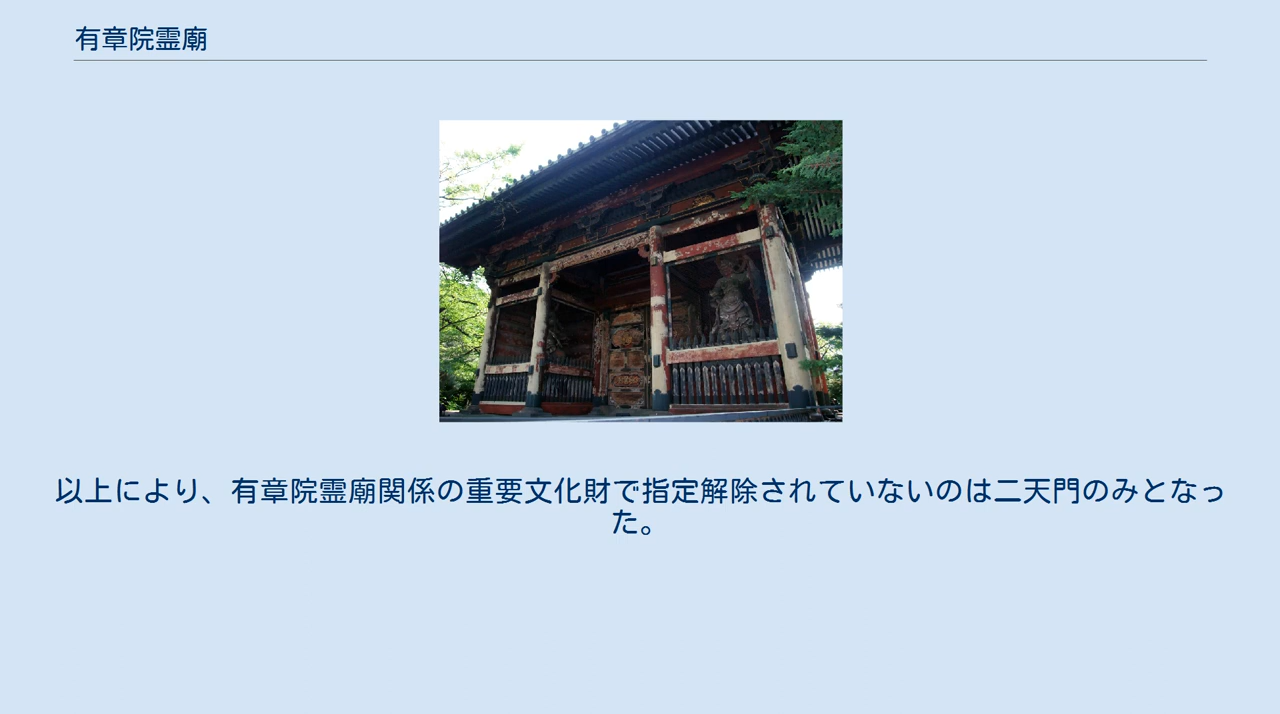 有章院霊廟
以上により、有章院霊廟関係の重要文化財で指定解除されていないのは二天門のみとなっ
た。